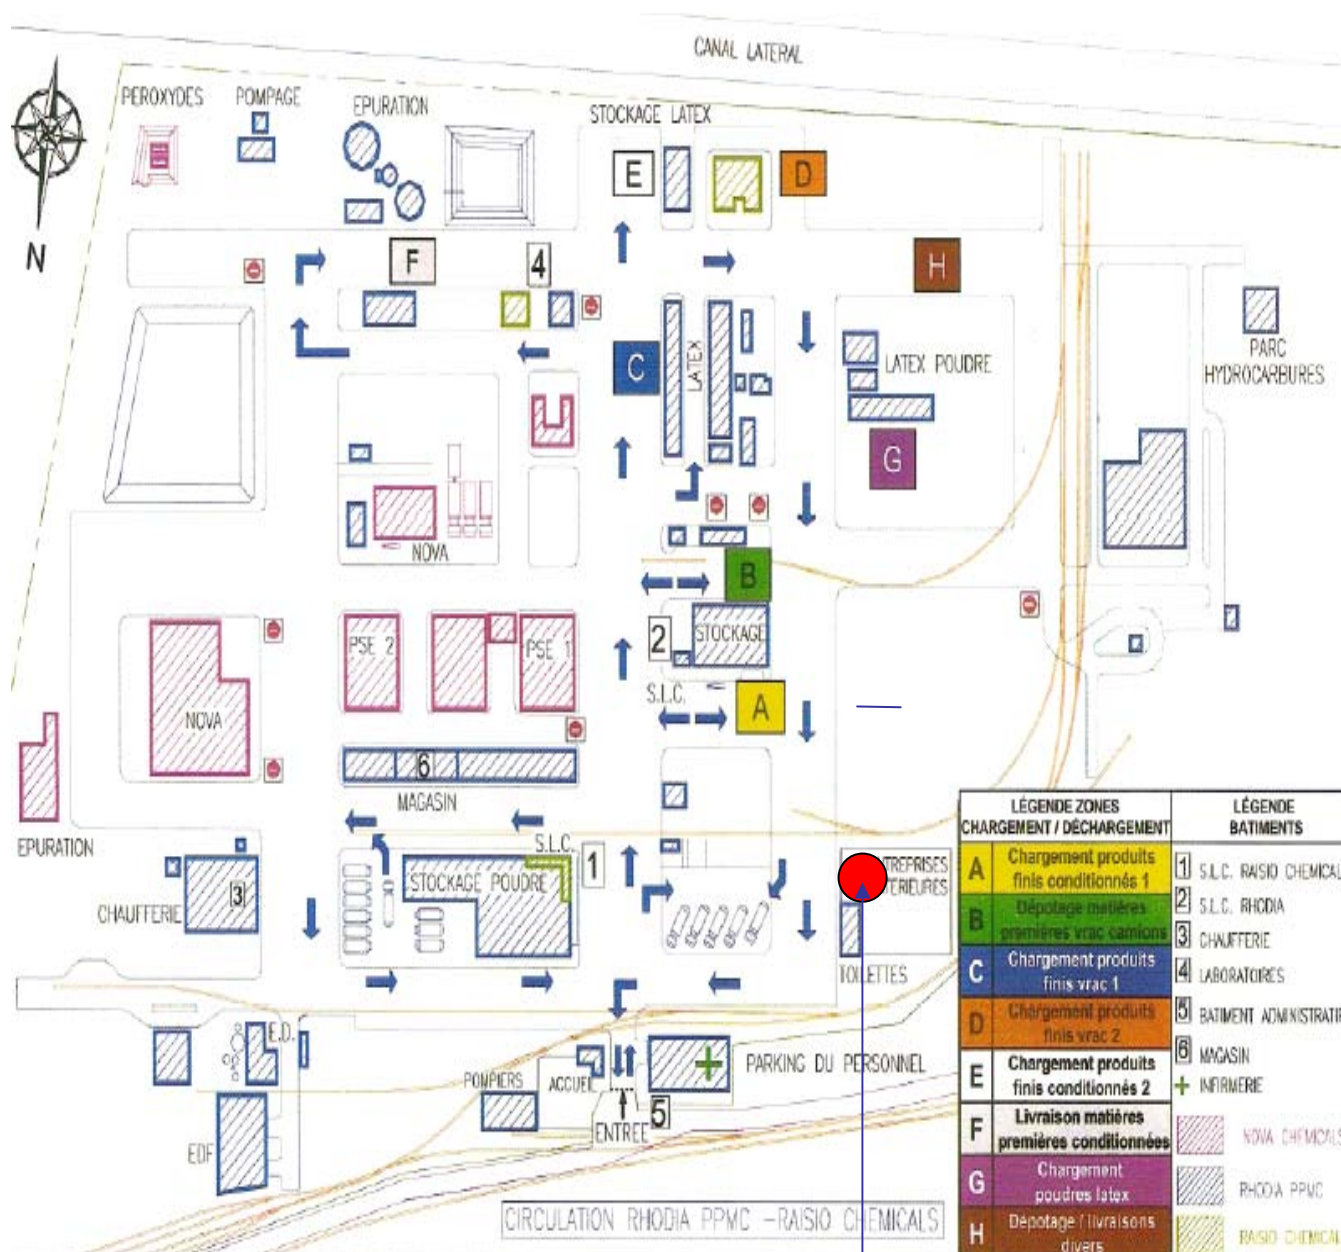 CANAL LATERAL
PEROXYDES
POMPAGE
EPURATION
STOCKAGE LATEX
E
D
N
F
4
H
C
LATEX
LATEX POUDRE
PARC
HYDROCARBURES
G
NOVA
B
PSE 2
PSE 1
2
STOCKAGE
S.L.C.
A
NOVA
6
MAGASIN
EPURATION
S.L.C.
1
STOCKAGE POUDRE
3
CHAUFFERIE
TOILETTES
E.D.
POMPIERS
ACCUEIL
PARKING DU PERSONNEL
5
ENTREE
EDF
CIRCULATION RHODIA PPMC - RAISIO CHEMICALS
LÉGENDE ZONES
CHARGEMENT / DÉCHARGEMENT
A Chargement produits
finis conditionnés 1
B Dépotage matières
premières vrac camions
C Chargement produits
finis vrac 1
D Chargement produits
finis vrac 2
E Chargement produits
finis conditionnés 2
F Livraison matières
premières conditionnées
G Chargement
poudres latex
H Dépotage / livraisons
divers
LÉGENDE
BATIMENTS
1 S.L.C. RAISIO CHEMICAL
2 S.L.C. RHODIA
3 CHAUFFERIE
4 LABORATOIRES
5 BATIMENT ADMINISTRATIF
6 MAGASIN
+ INFIRMERIE
NOVA CHEMICALS
RHODIA PPMC
RAISIO CHEMICAL